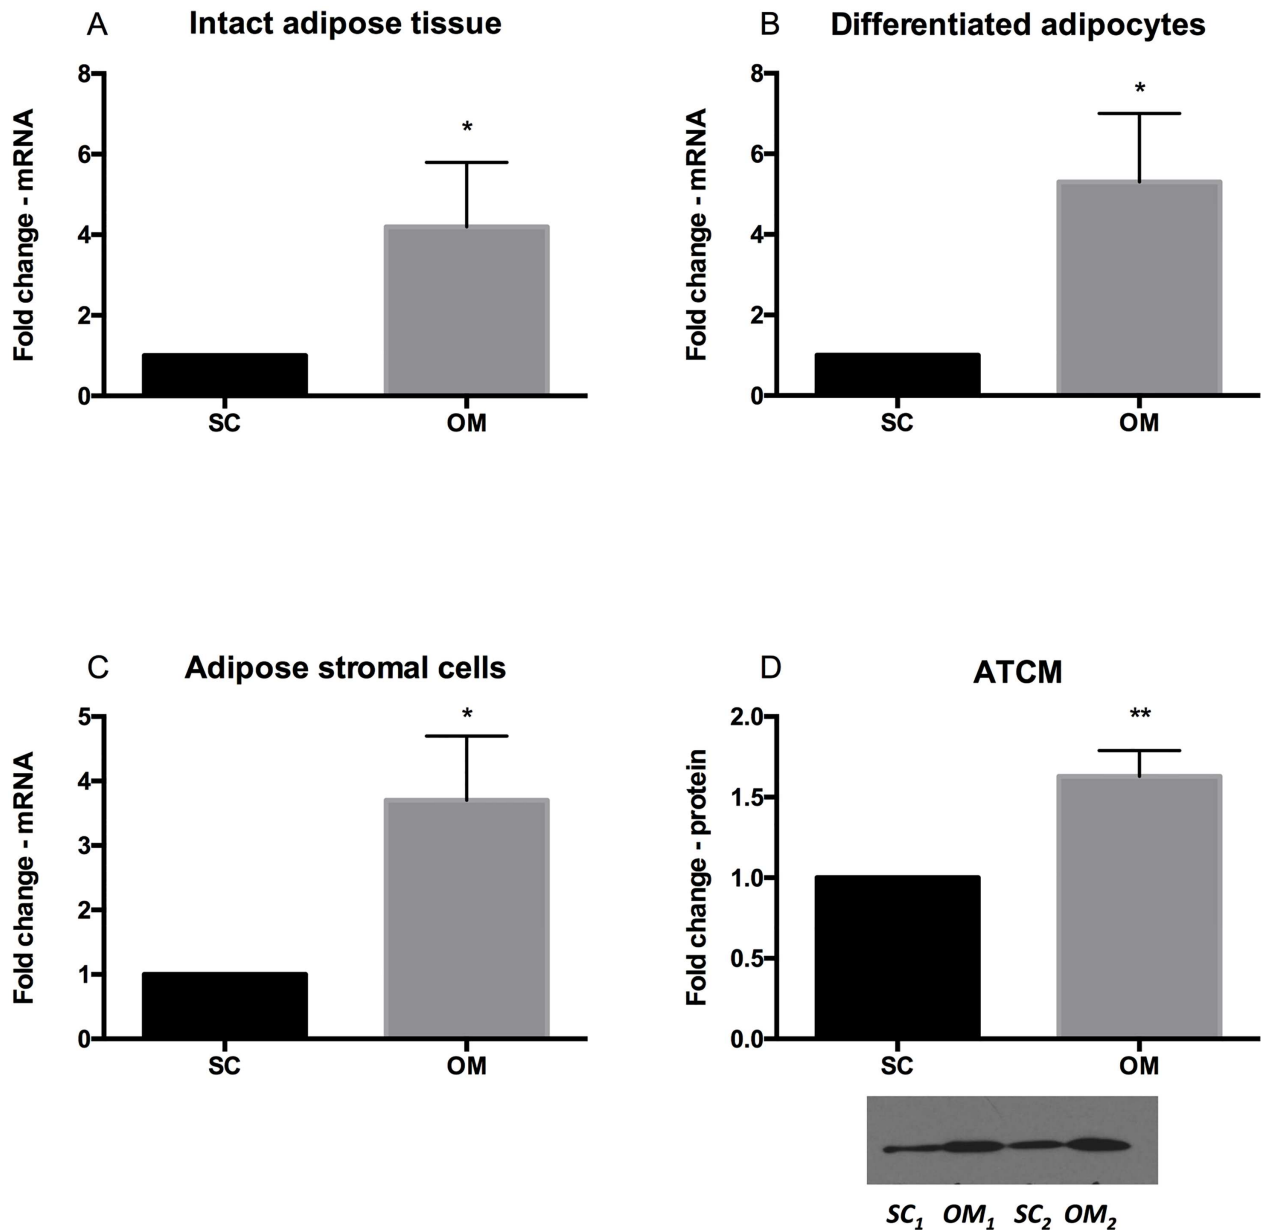 A Intact adipose tissue
Fold change - mRNA
8
6
4
2
0
SC OM
*
B Differentiated adipocytes
Fold change - mRNA
8
6
4
2
0
SC OM
*
C Adipose stromal cells
Fold change - mRNA
5
4
3
2
1
0
SC OM
*
D ATCM
Fold change - protein
2.0
1.5
1.0
0.5
0.0
SC OM
**
SC1 OM1 SC2 OM2